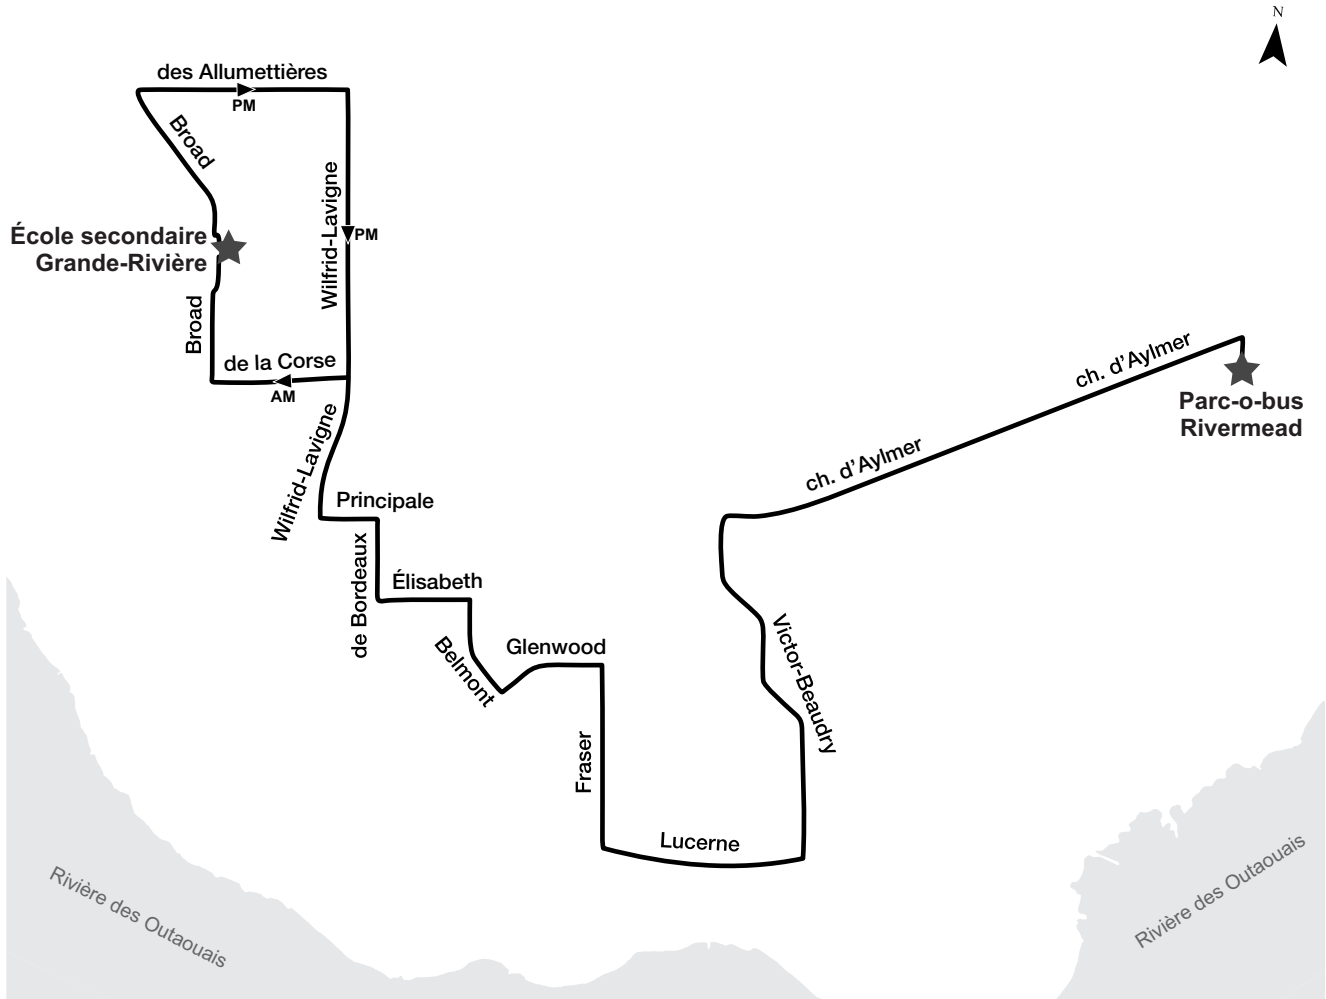 N
des Allumettières
PM
Broad
Wilfrid-Lavigne
PM
École secondaire
Grande-Rivière
Broad
de la Corse
AM
Wilfrid-Lavigne
Principale
de Bordeaux
Élisabeth
Belmont
Glenwood
Fraser
Lucerne
Victor-Beaudry
ch. d'Aylmer
ch. d'Aylmer
Parc-o-bus
Rivermead
Rivière des Outaouais
Rivière des Outaouais